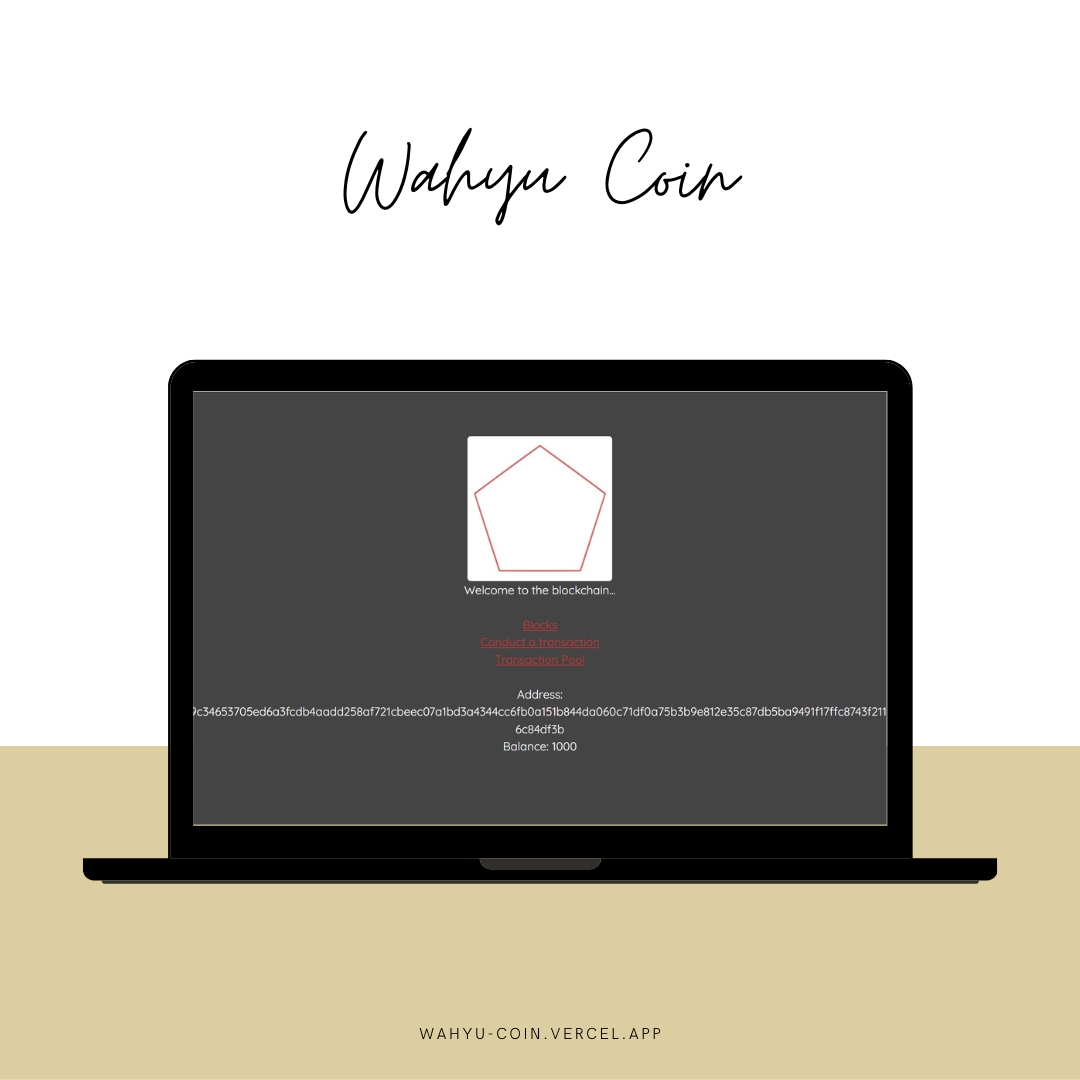 Wahyu Coin
Welcome to the blockchain...
Blocks
Conduct a transaction
Transaction Pool
Address:
9c34653705ed6a3fcdb4aadd258af721cbeec07a1bd3a4344cc6fb0a151b844da060c71df0a75b3b9e812e35c87db5ba9491f17ffc8743f211
6c84df3b
Balance: 1000
WAHYU-COIN.VERCEL.APP